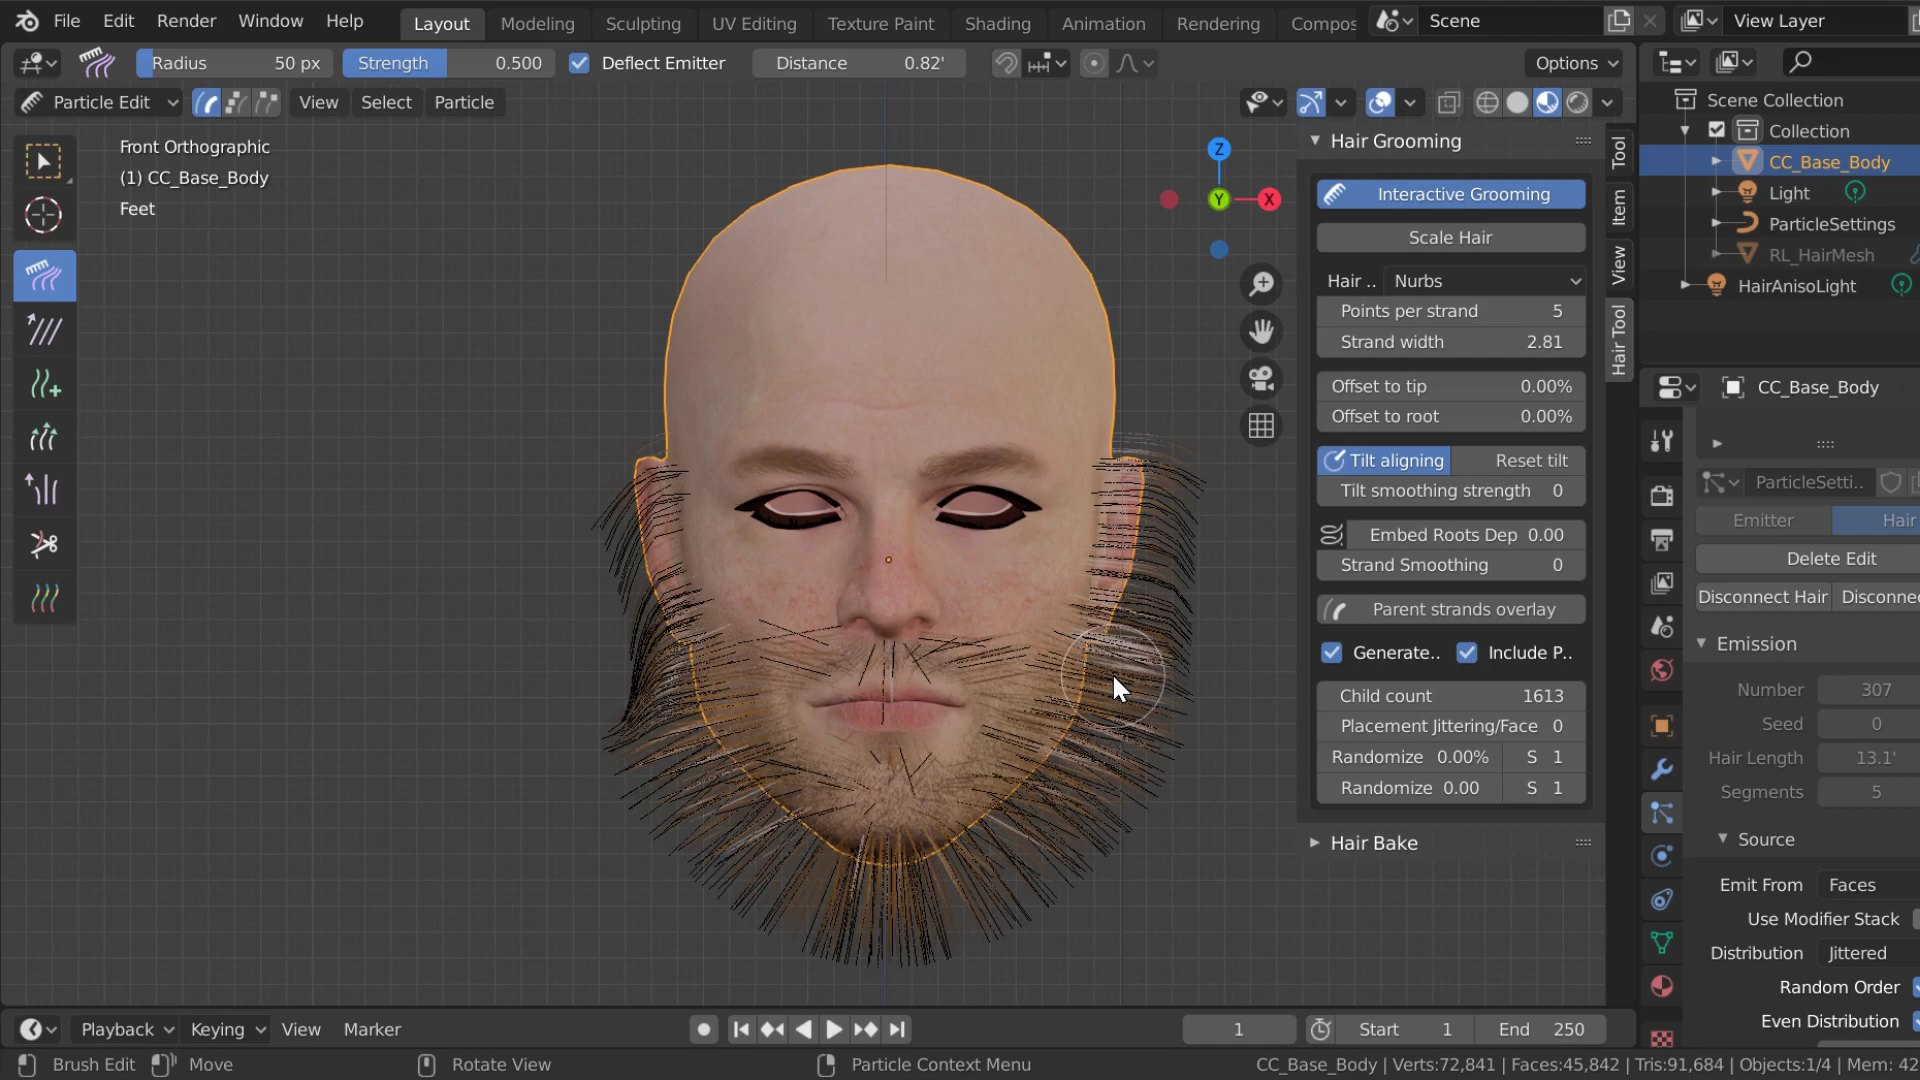 File Edit Render Window Help Layout Modeling Sculpting UV Editing Texture Paint Shading Animation Rendering Compos Scene View Layer
Radius 50 px Strength 0.500 Deflect Emitter Distance 0.82' Options
Particle Edit View Select Particle
Front Orthographic
(1) CC_Base_Body
Feet
Z
Y
X
Hair Grooming
Interactive Grooming
Scale Hair
Hair .. Nurbs
Points per strand 5
Strand width 2.81
Offset to tip 0.00%
Offset to root 0.00%
Tilt aligning Reset tilt
Tilt smoothing strength 0
Embed Roots Dep 0.00
Strand Smoothing 0
Parent strands overlay
Generate.. Include P..
Child count 1613
Placement Jittering/Face 0
Randomize 0.00% S 1
Randomize 0.00 S 1
Hair Bake
Tool
Item
View
Hair Tool
Scene Collection
Collection
CC_Base_Body
Light
ParticleSettings
RL_HairMesh
HairAnisoLight
CC_Base_Body
ParticleSetti..
Emitter Hair
Delete Edit
Disconnect Hair Disconnec
Emission
Number 307
Seed 0
Hair Length 13.1'
Segments 5
Source
Emit From Faces
Use Modifier Stack
Distribution Jittered
Random Order
Even Distribution
Playback Keying View Marker 1 Start 1 End 250
Brush Edit Move Rotate View Particle Context Menu CC_Base_Body | Verts:72,841 | Faces:45,842 | Tris:91,684 | Objects:1/4 | Mem: 42